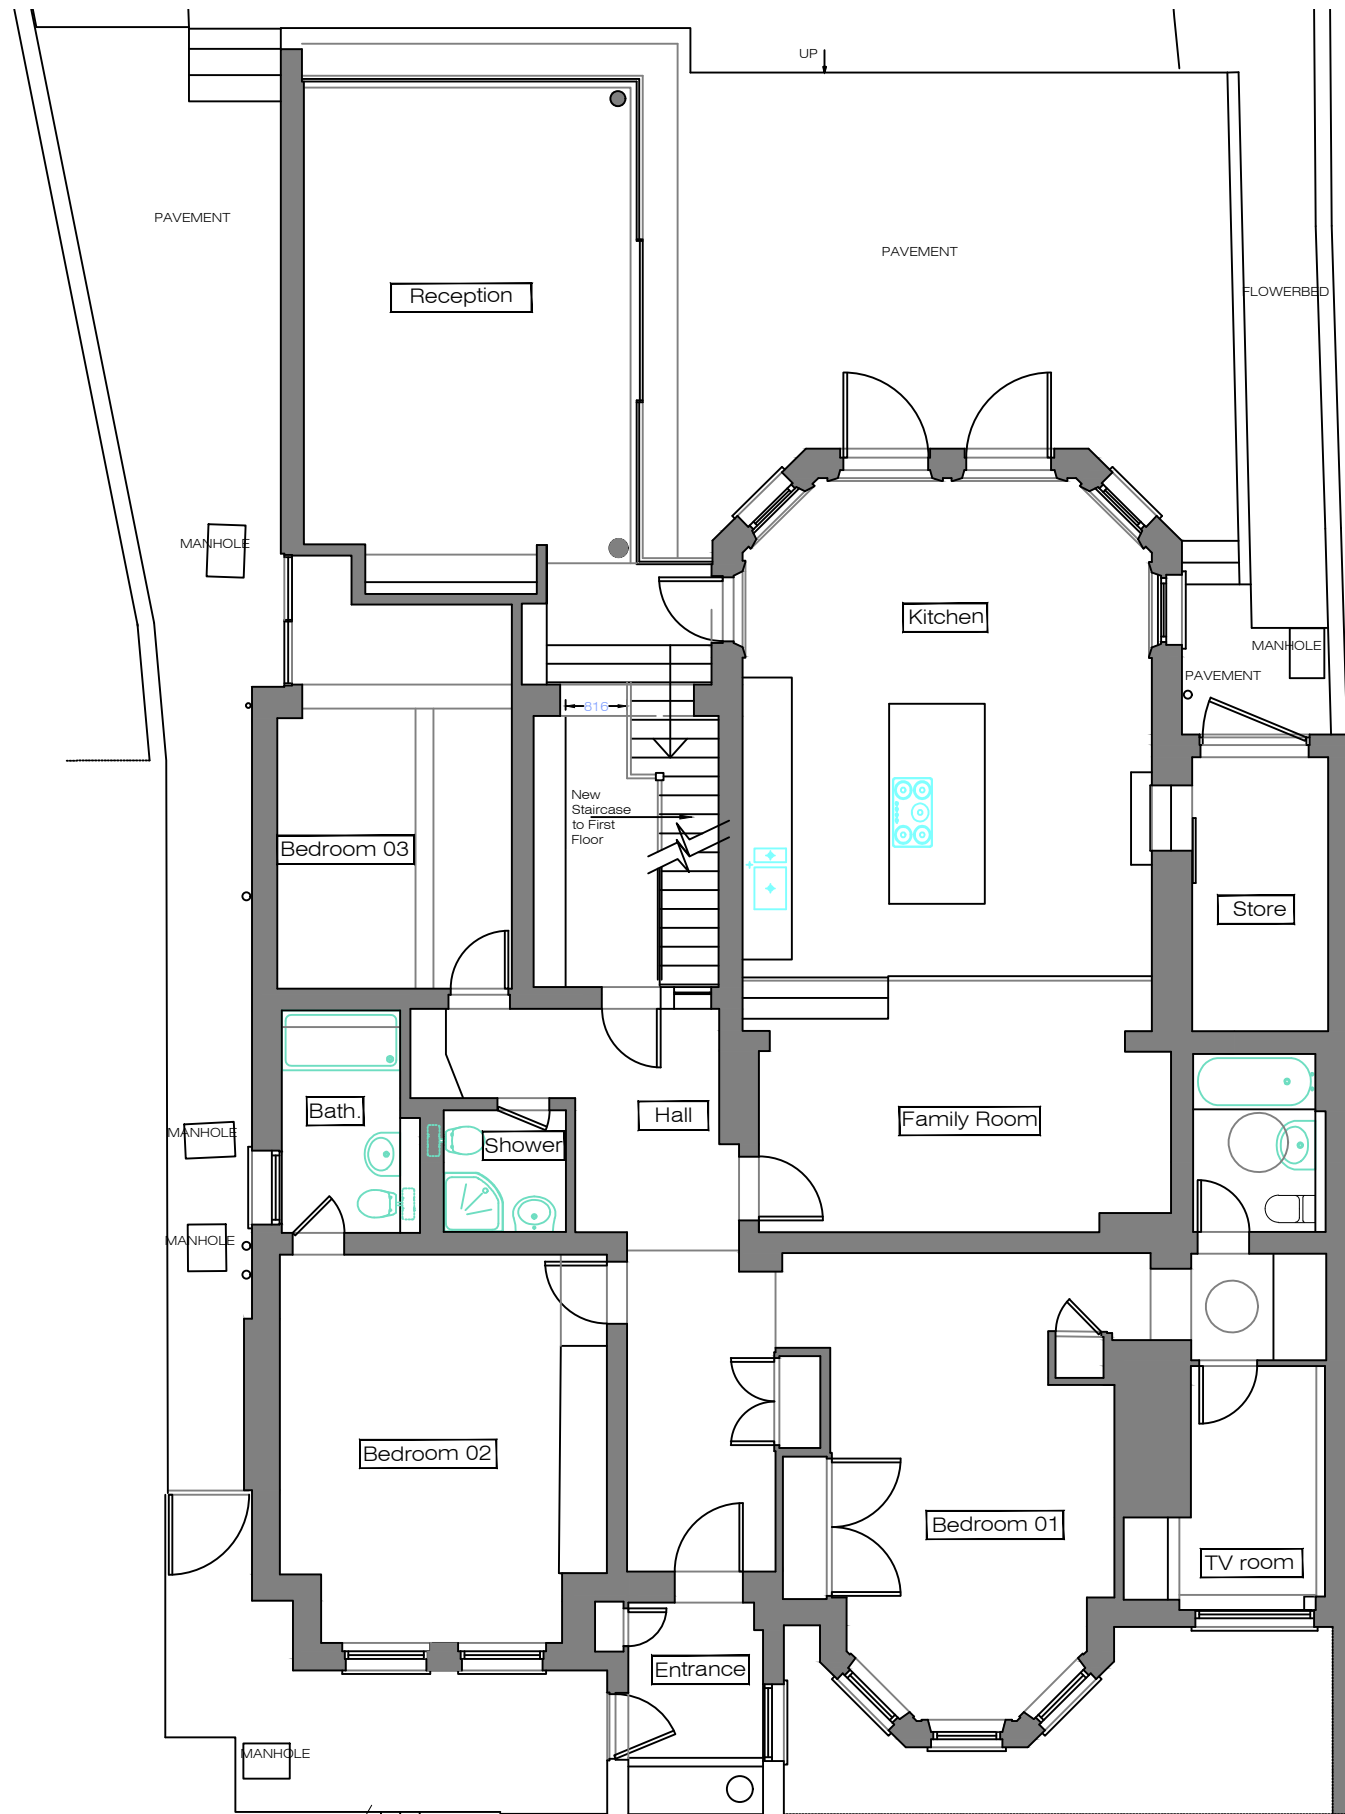 UP
PAVEMENT
PAVEMENT
FLOWERBED
Reception
MANHOLE
Kitchen
MANHOLE
PAVEMENT
816
New
Staircase
to First
Floor
Bedroom 03
Store
Bath.
Hall
Family Room
MANHOLE
Shower
MANHOLE
Bedroom 02
Bedroom 01
TV room
Entrance
MANHOLE